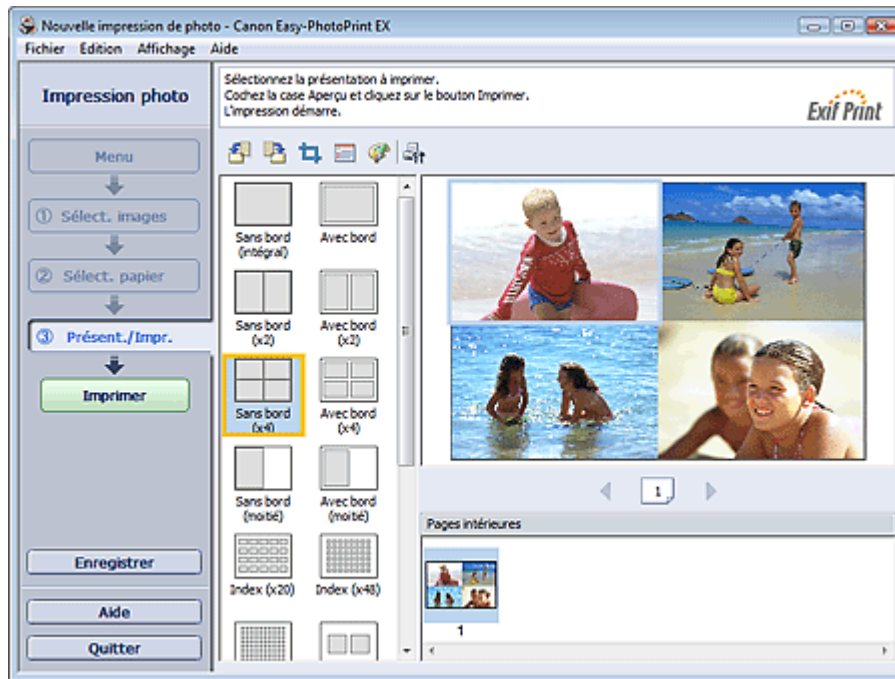 Nouvelle impression de photo - Canon Easy-PhotoPrint EX
Fichier Édition Affichage Aide
Impression photo
Sélectionnez la présentation à imprimer.
Cochez la case Aperçu et cliquez sur le bouton Imprimer.
L'impression démarre.
Exif Print
Menu
① Sélect. images
② Sélect. papier
③ Présent./Impr.
Imprimer
Enregistrer
Aide
Quitter
Sans bord
(intégral)
Avec bord
Sans bord
(x2)
Avec bord
(x2)
Sans bord
(x4)
Avec bord
(x4)
Sans bord
(moitié)
Avec bord
(moitié)
Index (x20)
Index (x48)
1
Pages intérieures
1